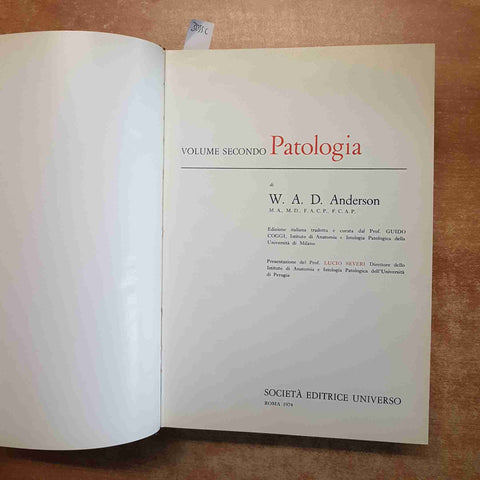 VOLUME SECONDO Patologia
di
W. A. D. Anderson
M.A., M.D., F.A.C.P., F.C.A.P.
Edizione italiana tradotta e curata dal Prof. GUIDO
COGGI, Istituto di Anatomia e Istologia Patologica della
Università di Milano
Presentazione del Prof. LUCIO SEVERI Direttore dello
Istituto di Anatomia e Istologia Patologica dell'Università
di Perugia
SOCIETÀ EDITRICE UNIVERSO
ROMA 1974